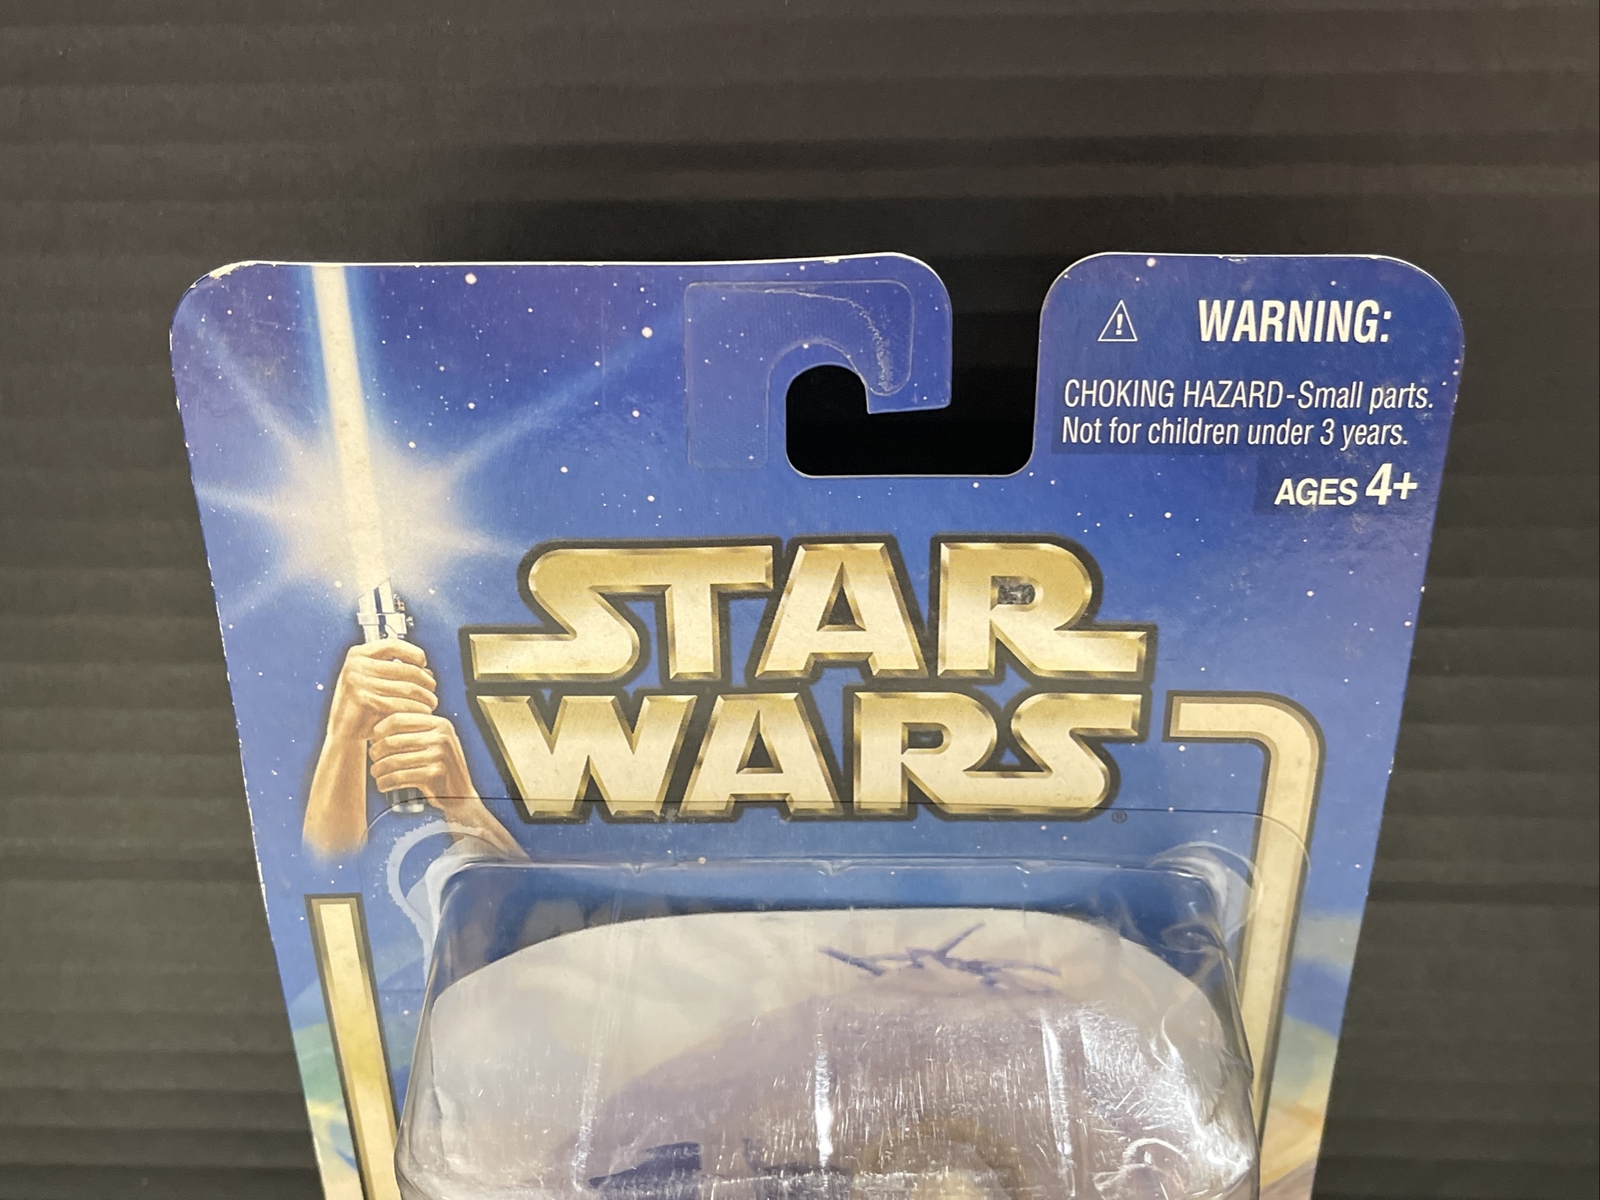 WARNING:
CHOKING HAZARD-Small parts.
Not for children under 3 years.
AGES 4+
STAR
WARS®